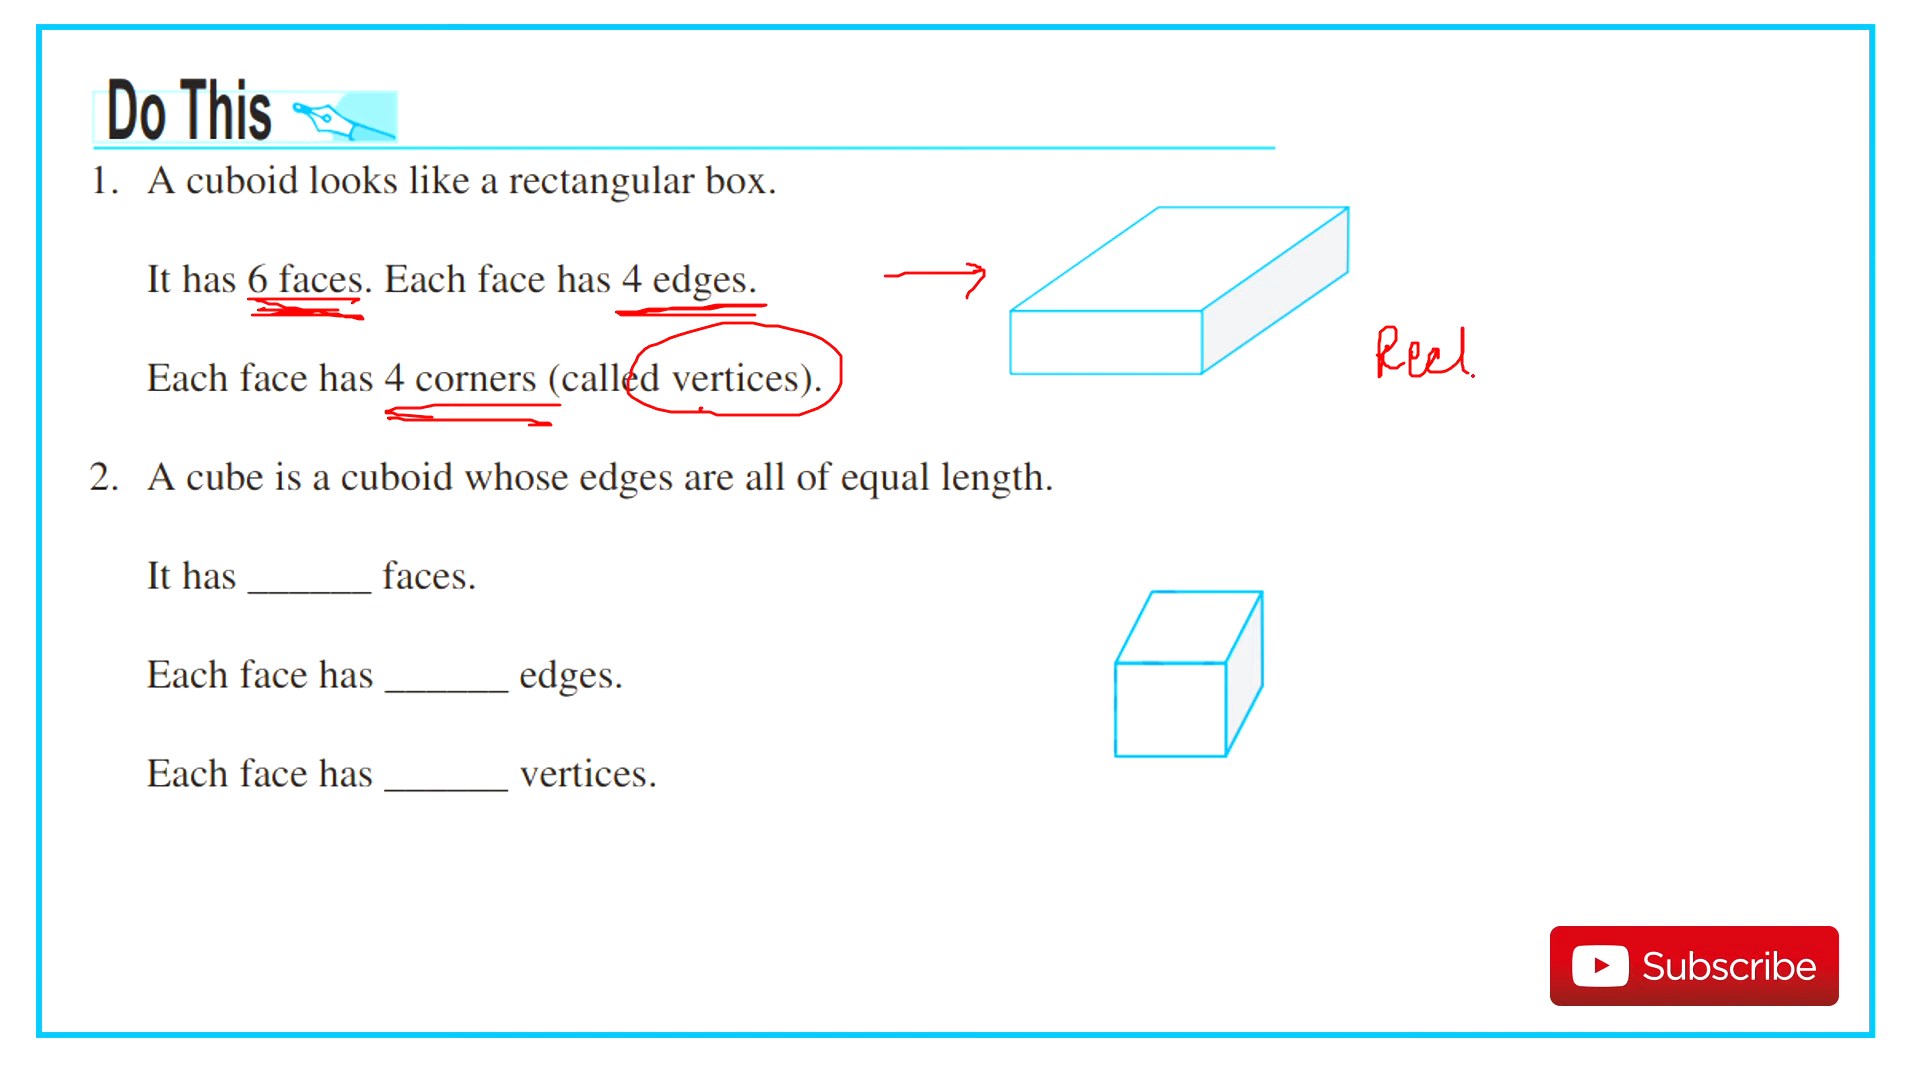 Do This
1. A cuboid looks like a rectangular box.
It has 6 faces. Each face has 4 edges.
Each face has 4 corners (called vertices).
2. A cube is a cuboid whose edges are all of equal length.
It has ______ faces.
Each face has ______ edges.
Each face has ______ vertices.
Subscribe